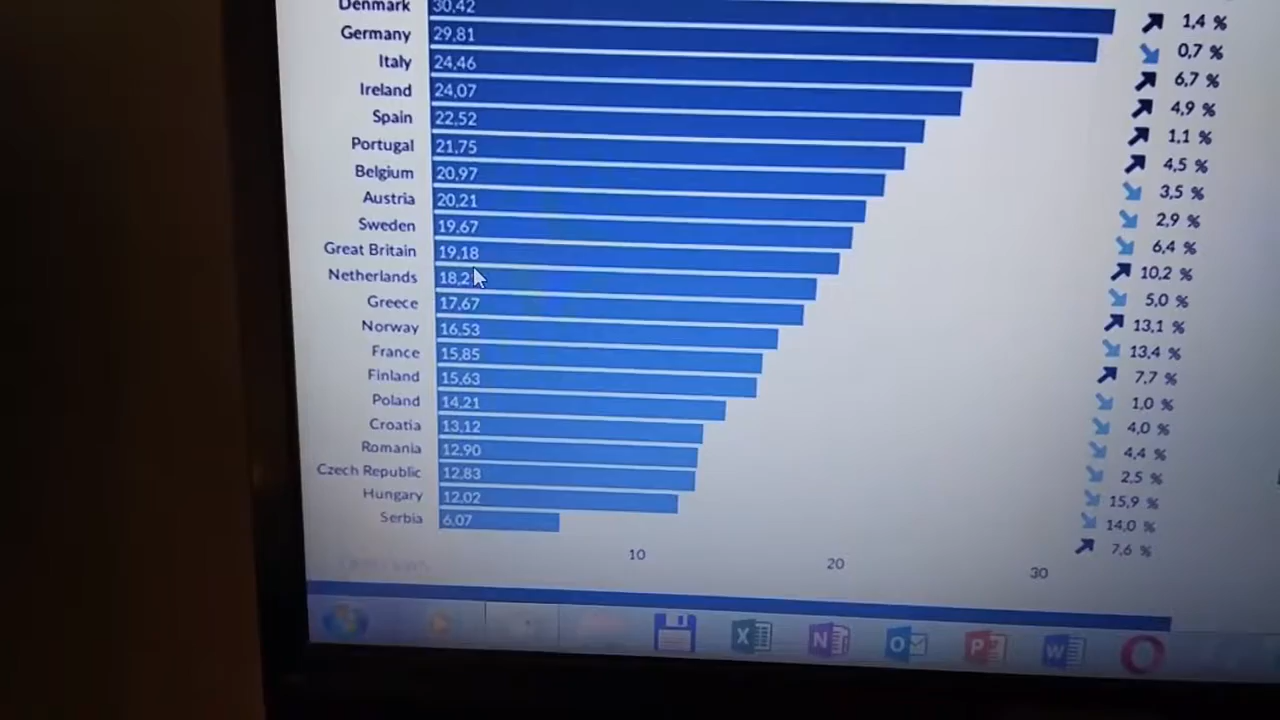 Denmark 30,42 1,4 %
Germany 29,81 0,7 %
Italy 24,46 6,7 %
Ireland 24,07 4,9 %
Spain 22,52 1,1 %
Portugal 21,75 4,5 %
Belgium 20,97 3,5 %
Austria 20,21 2,9 %
Sweden 19,67 6,4 %
Great Britain 19,18 10,2 %
Netherlands 5,0 %
Greece 17,67 13,1 %
Norway 16,53 13,4 %
France 15,85 7,7 %
Finland 15,63 1,0 %
Poland 14,21 4,0 %
Croatia 13,12 4,4 %
Romania 12,90 2,5 %
Czech Republic 12,83 15,9 %
Hungary 12,02 14,0 %
Serbia 6,07 7,6 %
10 20 30
X N O P W